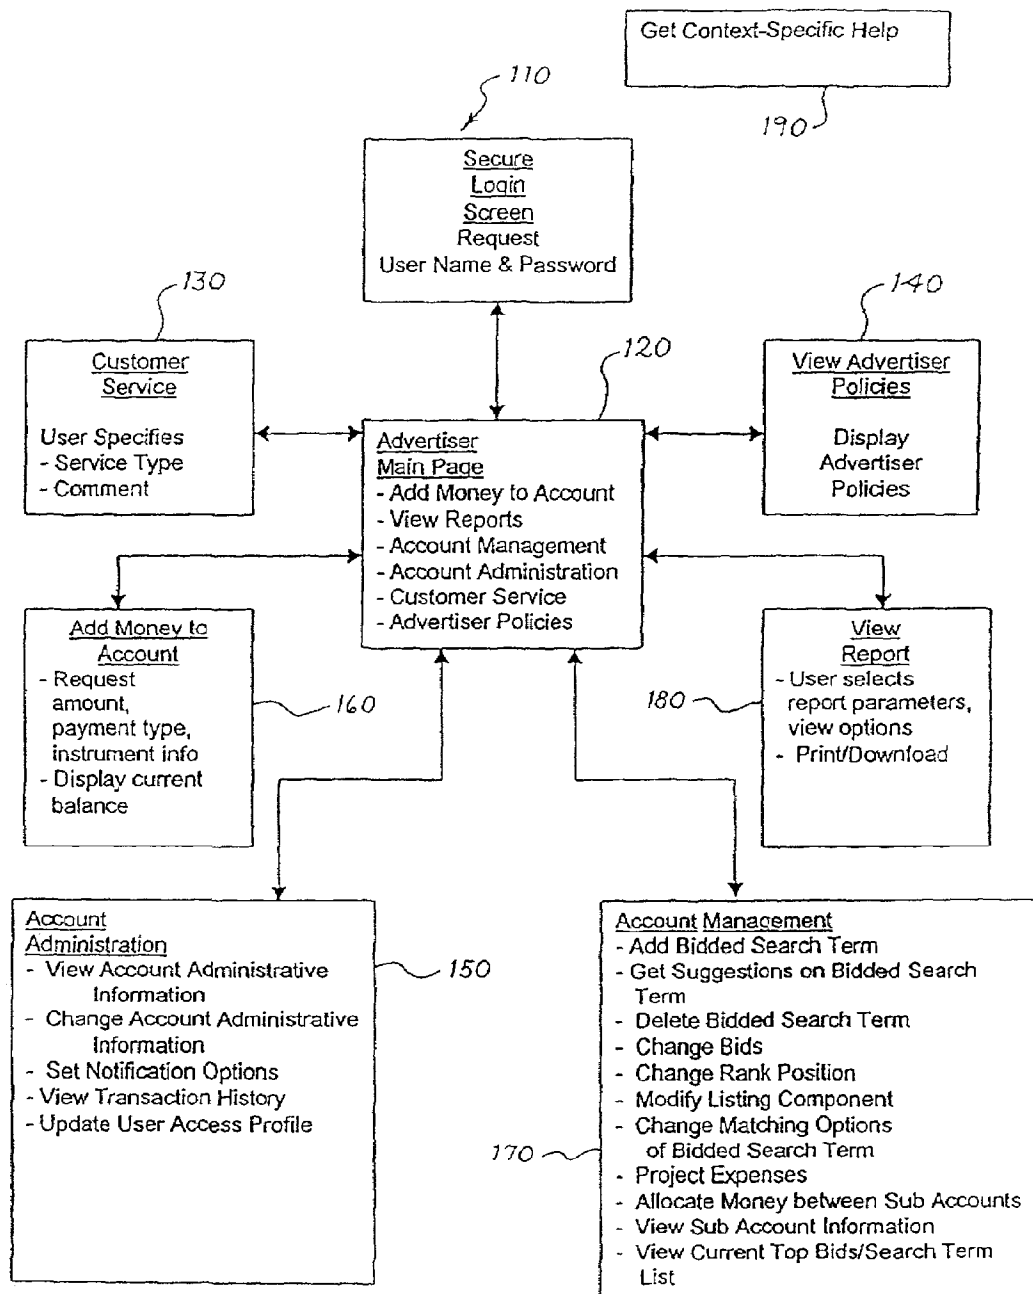 Get Context-Specific Help
190
110
Secure
Login
Screen
Request
User Name & Password
130
Customer
Service
User Specifies
- Service Type
- Comment
120
Advertiser
Main Page
- Add Money to Account
- View Reports
- Account Management
- Account Administration
- Customer Service
- Advertiser Policies
140
View Advertiser
Policies
Display
Advertiser
Policies
Add Money to
Account
- Request
amount,
payment type,
instrument info
- Display current
balance
160
180
View
Report
- User selects
report parameters,
view options
- Print/Download
Account
Administration
- View Account Administrative
Information
- Change Account Administrative
Information
- Set Notification Options
- View Transaction History
- Update User Access Profile
150
170
Account Management
- Add Bidded Search Term
- Get Suggestions on Bidded Search
Term
- Delete Bidded Search Term
- Change Bids
- Change Rank Position
- Modify Listing Component
- Change Matching Options
of Bidded Search Term
- Project Expenses
- Allocate Money between Sub Accounts
- View Sub Account Information
- View Current Top Bids/Search Term
List